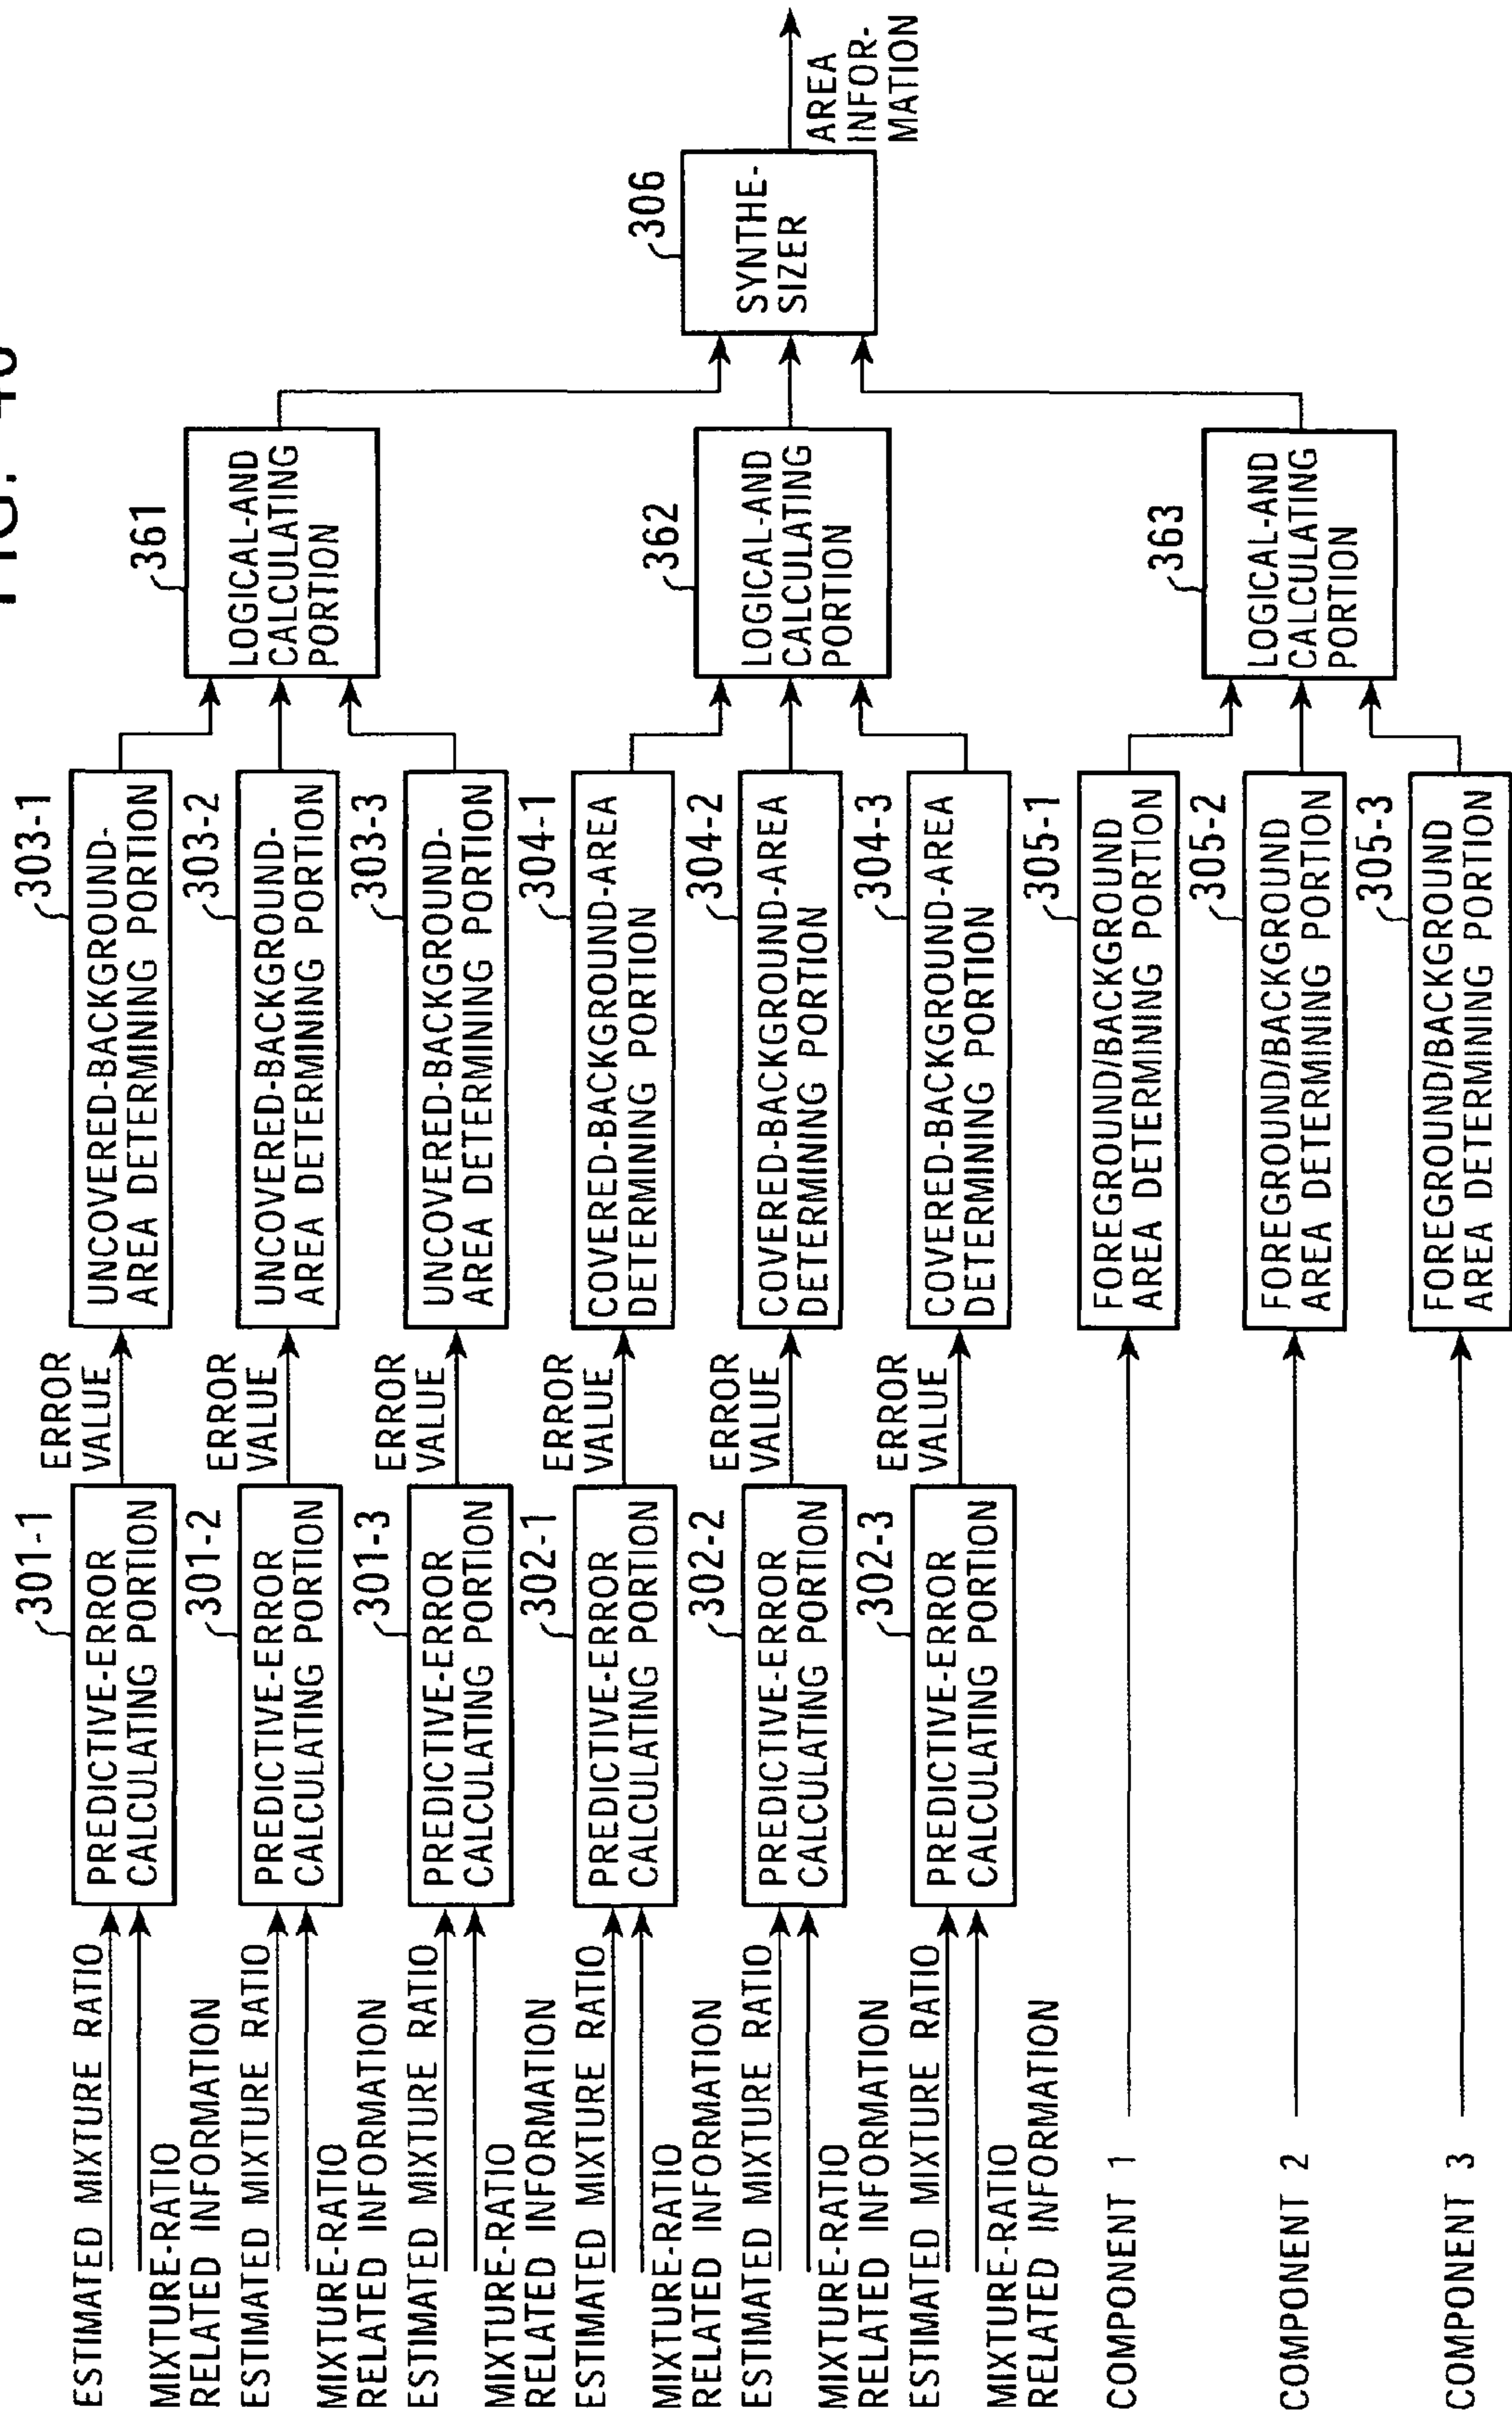 ESTIMATED MIXTURE RATIO
MIXTURE-RATIO
RELATED INFORMATION
301-1
PREDICTIVE-ERROR
CALCULATING PORTION
ERROR
VALUE
303-1
UNCOVERED-BACKGROUND-
AREA DETERMINING PORTION
ESTIMATED MIXTURE RATIO
MIXTURE-RATIO
RELATED INFORMATION
301-2
PREDICTIVE-ERROR
CALCULATING PORTION
ERROR
VALUE
303-2
UNCOVERED-BACKGROUND-
AREA DETERMINING PORTION
ESTIMATED MIXTURE RATIO
MIXTURE-RATIO
RELATED INFORMATION
301-3
PREDICTIVE-ERROR
CALCULATING PORTION
ERROR
VALUE
303-3
UNCOVERED-BACKGROUND-
AREA DETERMINING PORTION
361
LOGICAL-AND
CALCULATING
PORTION
ESTIMATED MIXTURE RATIO
MIXTURE-RATIO
RELATED INFORMATION
302-1
PREDICTIVE-ERROR
CALCULATING PORTION
ERROR
VALUE
304-1
COVERED-BACKGROUND-AREA
DETERMINING PORTION
ESTIMATED MIXTURE RATIO
MIXTURE-RATIO
RELATED INFORMATION
302-2
PREDICTIVE-ERROR
CALCULATING PORTION
ERROR
VALUE
304-2
COVERED-BACKGROUND-AREA
DETERMINING PORTION
ESTIMATED MIXTURE RATIO
MIXTURE-RATIO
RELATED INFORMATION
302-3
PREDICTIVE-ERROR
CALCULATING PORTION
ERROR
VALUE
304-3
COVERED-BACKGROUND-AREA
DETERMINING PORTION
362
LOGICAL-AND
CALCULATING
PORTION
306
SYNTHE-
SIZER
AREA
INFOR-
MATION
COMPONENT 1
305-1
FOREGROUND/BACKGROUND
AREA DETERMINING PORTION
COMPONENT 2
305-2
FOREGROUND/BACKGROUND
AREA DETERMINING PORTION
COMPONENT 3
305-3
FOREGROUND/BACKGROUND
AREA DETERMINING PORTION
363
LOGICAL-AND
CALCULATING
PORTION